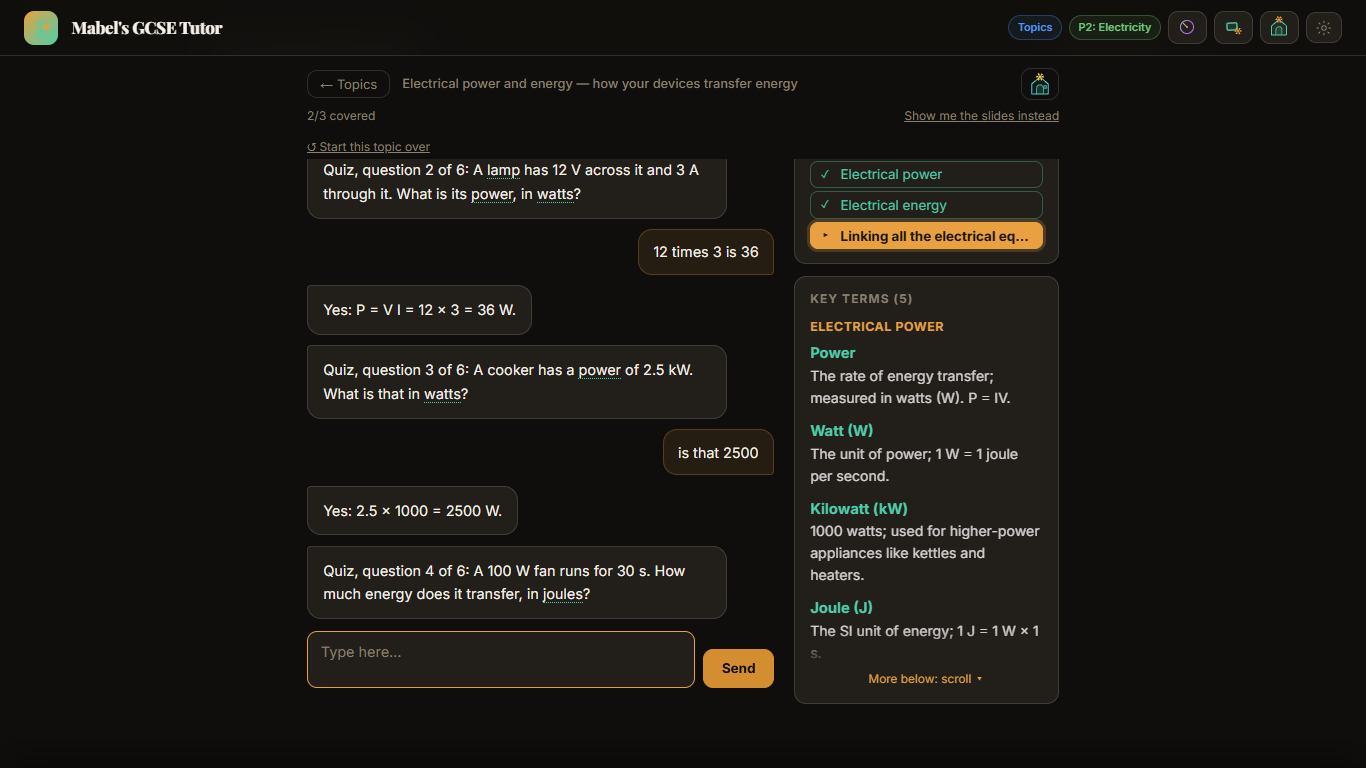 Mabel's GCSE Tutor
Topics
P2: Electricity
← Topics
Electrical power and energy — how your devices transfer energy
2/3 covered
Show me the slides instead
↺ Start this topic over
Quiz, question 2 of 6: A lamp has 12 V across it and 3 A
through it. What is its power, in watts?
12 times 3 is 36
Yes: P = V I = 12 × 3 = 36 W.
Quiz, question 3 of 6: A cooker has a power of 2.5 kW.
What is that in watts?
is that 2500
Yes: 2.5 × 1000 = 2500 W.
Quiz, question 4 of 6: A 100 W fan runs for 30 s. How
much energy does it transfer, in joules?
Type here...
Send
✓ Electrical power
✓ Electrical energy
‣ Linking all the electrical eq...
KEY TERMS (5)
ELECTRICAL POWER
Power
The rate of energy transfer;
measured in watts (W). P = IV.
Watt (W)
The unit of power; 1 W = 1 joule
per second.
Kilowatt (kW)
1000 watts; used for higher-power
appliances like kettles and
heaters.
Joule (J)
The SI unit of energy; 1 J = 1 W × 1
s.
More below: scroll ▾